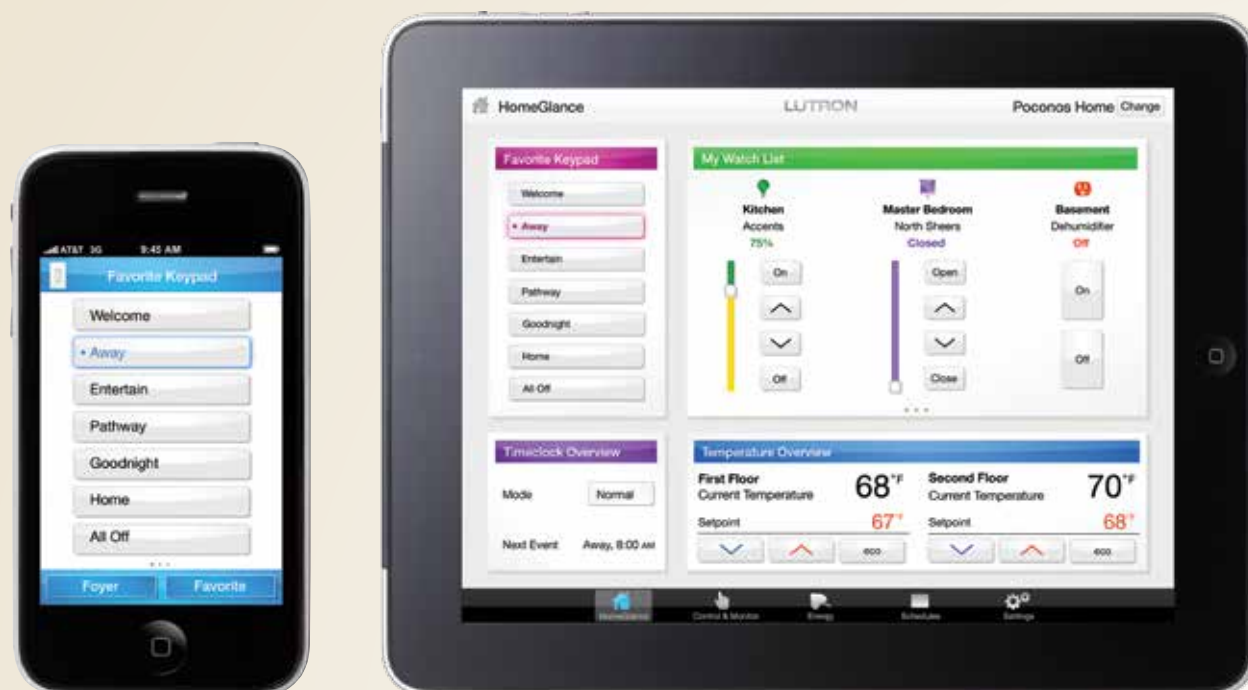 AT&T 3G 9:45 AM
Favorite Keypad
Welcome
• Away
Entertain
Pathway
Goodnight
Home
All Off
Foyer Favorite
HomeGlance LUTRON Poconos Home Change
Favorite Keypad
Welcome
• Away
Entertain
Pathway
Goodnight
Home
All Off
My Watch List
Kitchen
Accents
75%
On
Off
Master Bedroom
North Sheers
Closed
Open
Close
Basement
Dehumidifier
Off
On
Off
Timeclock Overview
Mode Normal
Next Event Away, 8:00 AM
Temperature Overview
First Floor
Current Temperature 68°F
Setpoint 67°
eco
Second Floor
Current Temperature 70°F
Setpoint 68°
eco
HomeGlance Control & Monitor Energy Schedules Settings